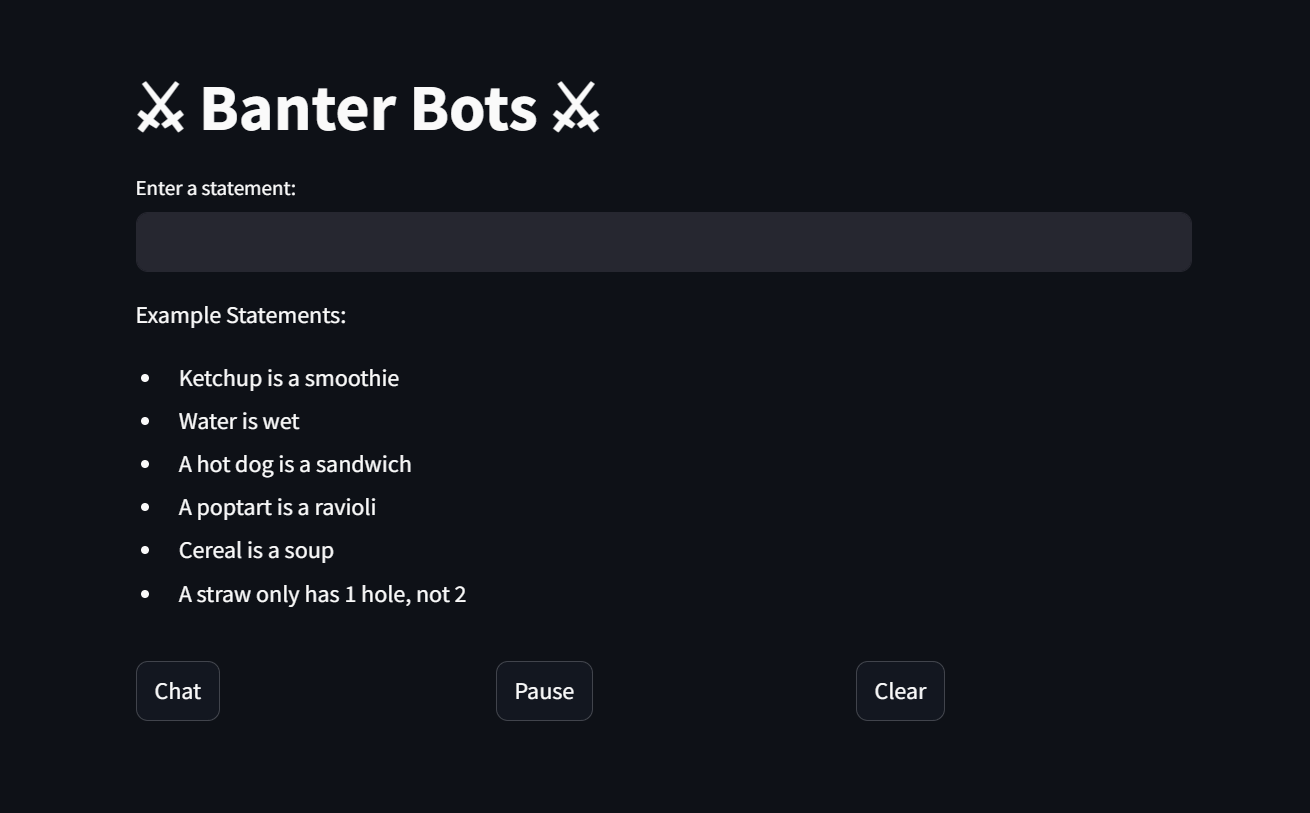 ⚔ Banter Bots ⚔
Enter a statement:
Example Statements:
• Ketchup is a smoothie
• Water is wet
• A hot dog is a sandwich
• A poptart is a ravioli
• Cereal is a soup
• A straw only has 1 hole, not 2
Chat Pause Clear